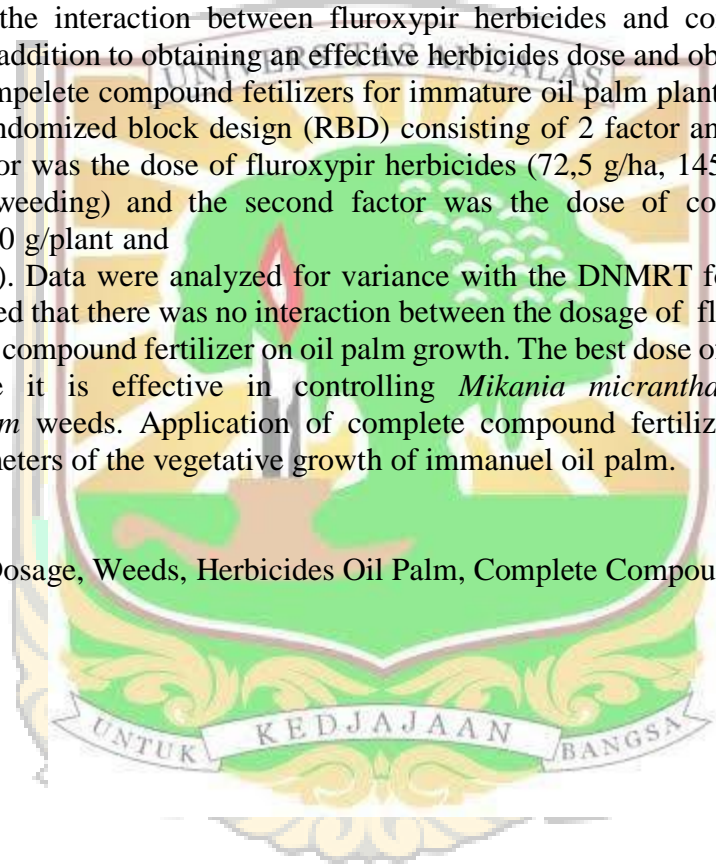 the interaction between fluroxypir herbicides and co
addition to obtaining an effective herbicides dose and ob
UNIVERSITAS ANDALAS
mpelete compound fetilizers for immature oil palm plant
ndomized block design (RBD) consisting of 2 factor an
or was the dose of fluroxypir herbicides (72,5 g/ha, 145
weeding) and the second factor was the dose of co
0 g/plant and
). Data were analyzed for variance with the DNMRT fo
ed that there was no interaction between the dosage of fl
compound fertilizer on oil palm growth. The best dose o
e it is effective in controlling Mikania micrantha
m weeds. Application of complete compound fertiliz
neters of the vegetative growth of immanuel oil palm.
Dosage, Weeds, Herbicides Oil Palm, Complete Compou
UNTUK KEDJAJAAN BANGSA